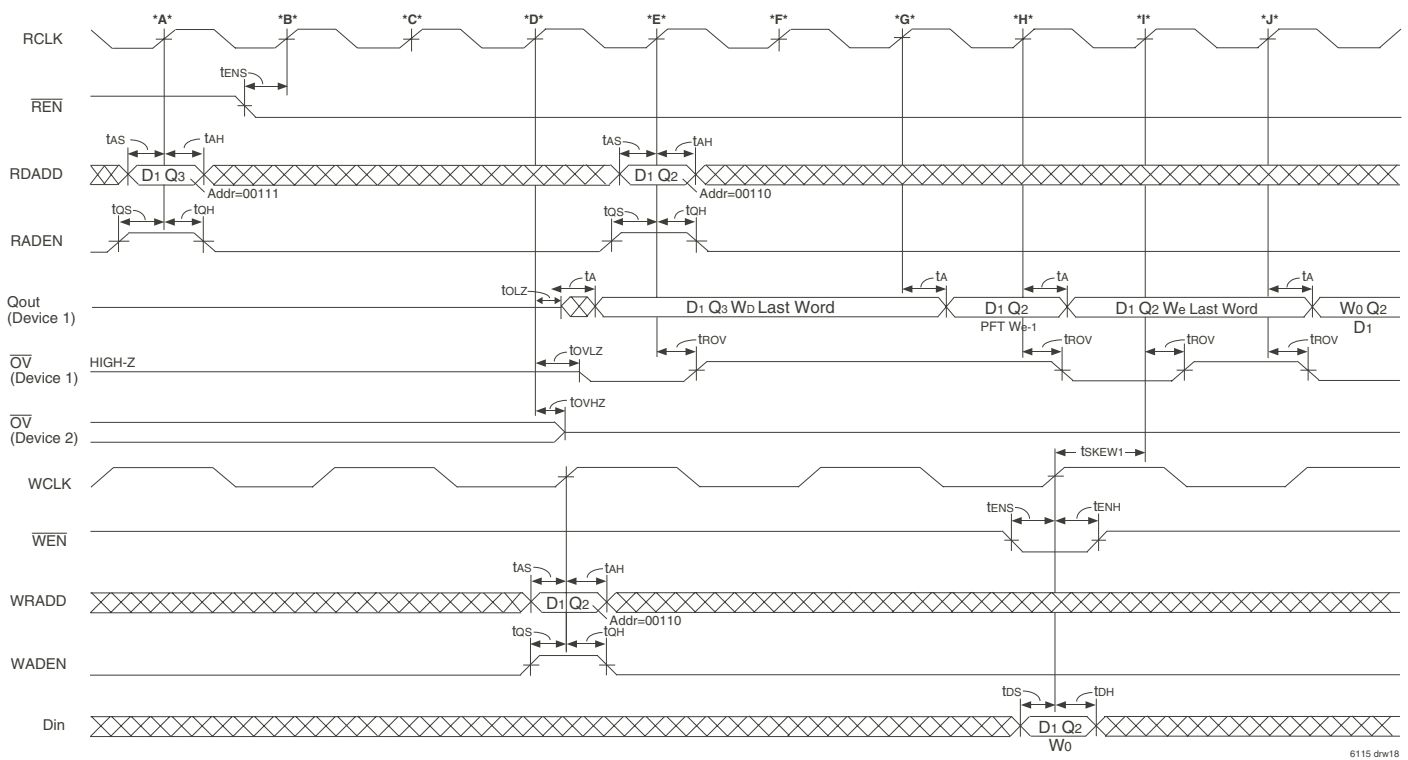 *A* *B* *C* *D* *E* *F* *G* *H* *I* *J*
RCLK
tENS
REN
tAS tAH tAS tAH
RDADD D1 Q3 D1 Q2
Addr=00111 Addr=00110
tQS tQH tQS tQH
RADEN
tOLZ tA tA tA tA
Qout
(Device 1)
D1 Q3 WD Last Word D1 Q2 D1 Q2 We Last Word W0 Q2
PFT We-1 D1
tOVLZ tROV tROV tROV tROV
OV
(Device 1)
HIGH-Z
tOVHZ
OV
(Device 2)
tSKEW1
WCLK
tENS tENH
WEN
tAS tAH
WRADD D1 Q2
Addr=00110
tQS tQH
WADEN
tDS tDH
Din D1 Q2
W0
6115 drw18